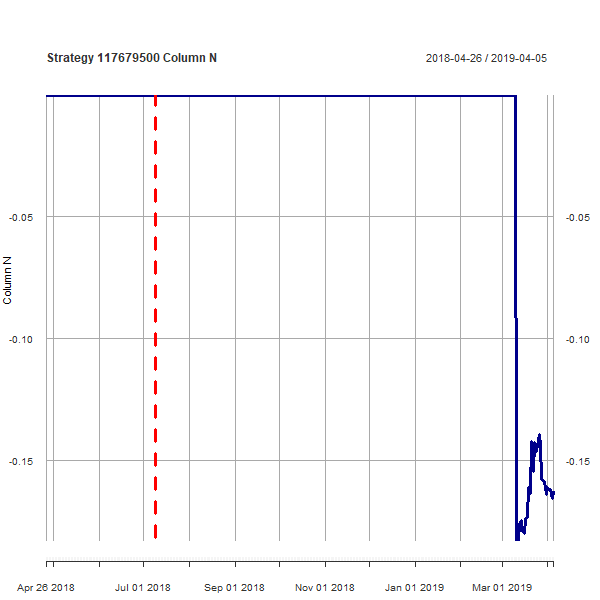 Strategy 117679500 Column N
2018-04-26 / 2019-04-05
Column N
-0.05
-0.05
-0.10
-0.10
-0.15
-0.15
Apr 26 2018
Jul 01 2018
Sep 01 2018
Nov 01 2018
Jan 01 2019
Mar 01 2019